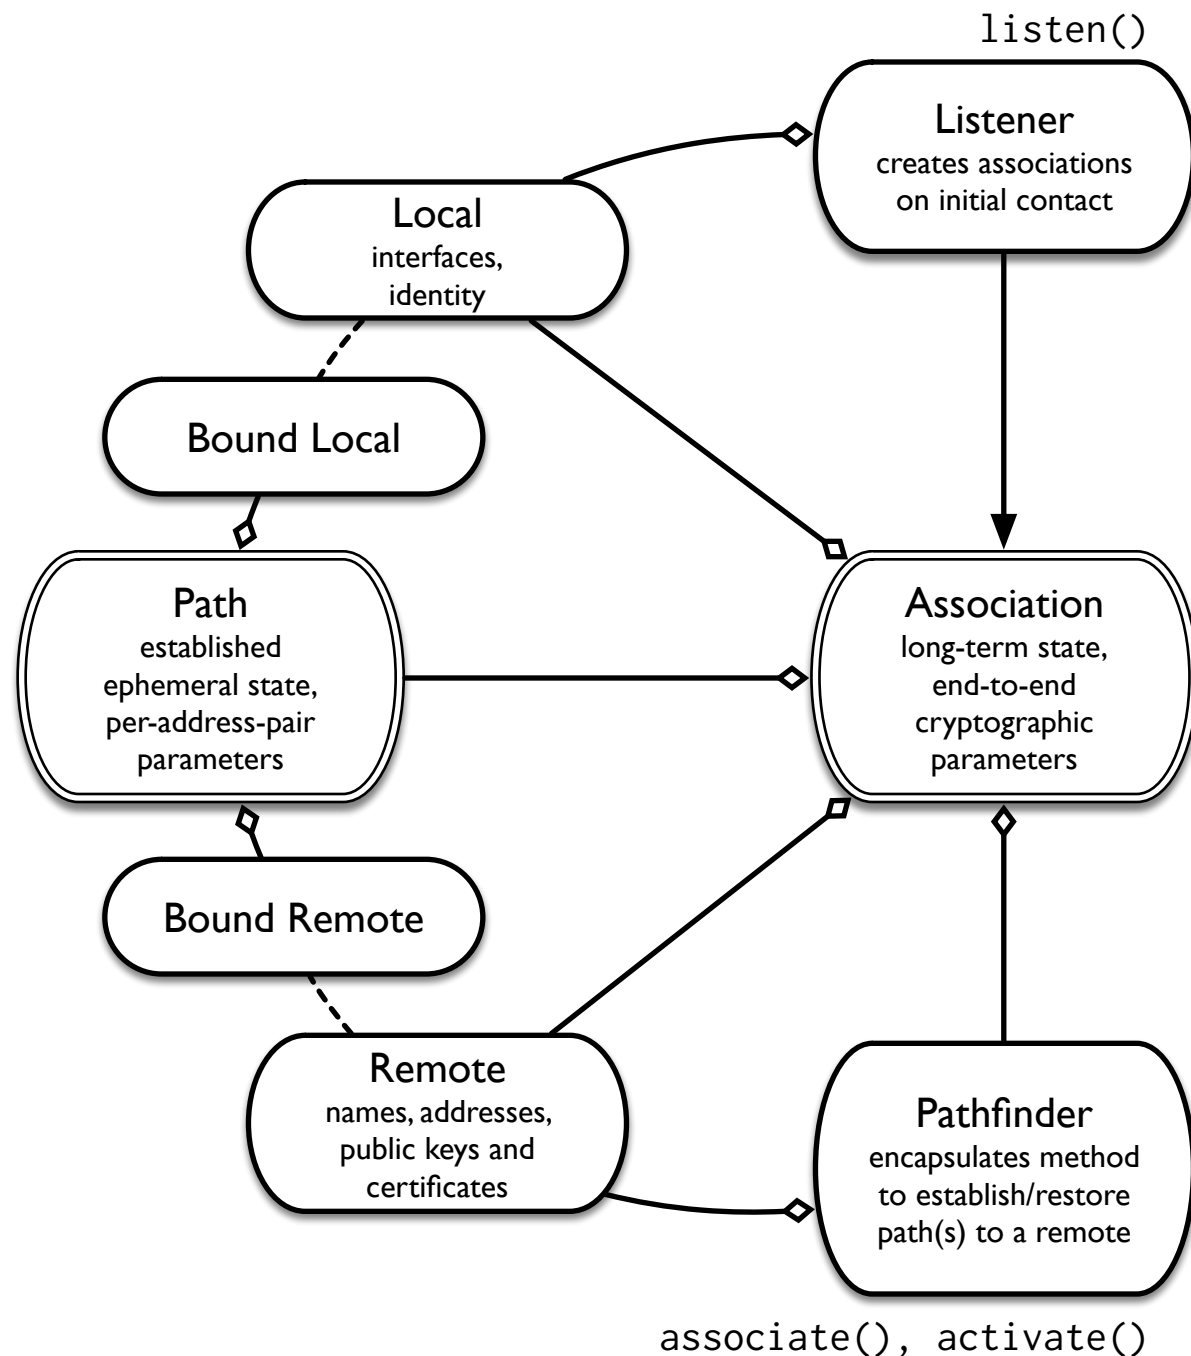 listen()
Listener
creates associations
on initial contact
Local
interfaces,
identity
Bound Local
Path
established
ephemeral state,
per-address-pair
parameters
Association
long-term state,
end-to-end
cryptographic
parameters
Bound Remote
Remote
names, addresses,
public keys and
certificates
Pathfinder
encapsulates method
to establish/restore
path(s) to a remote
associate(), activate()